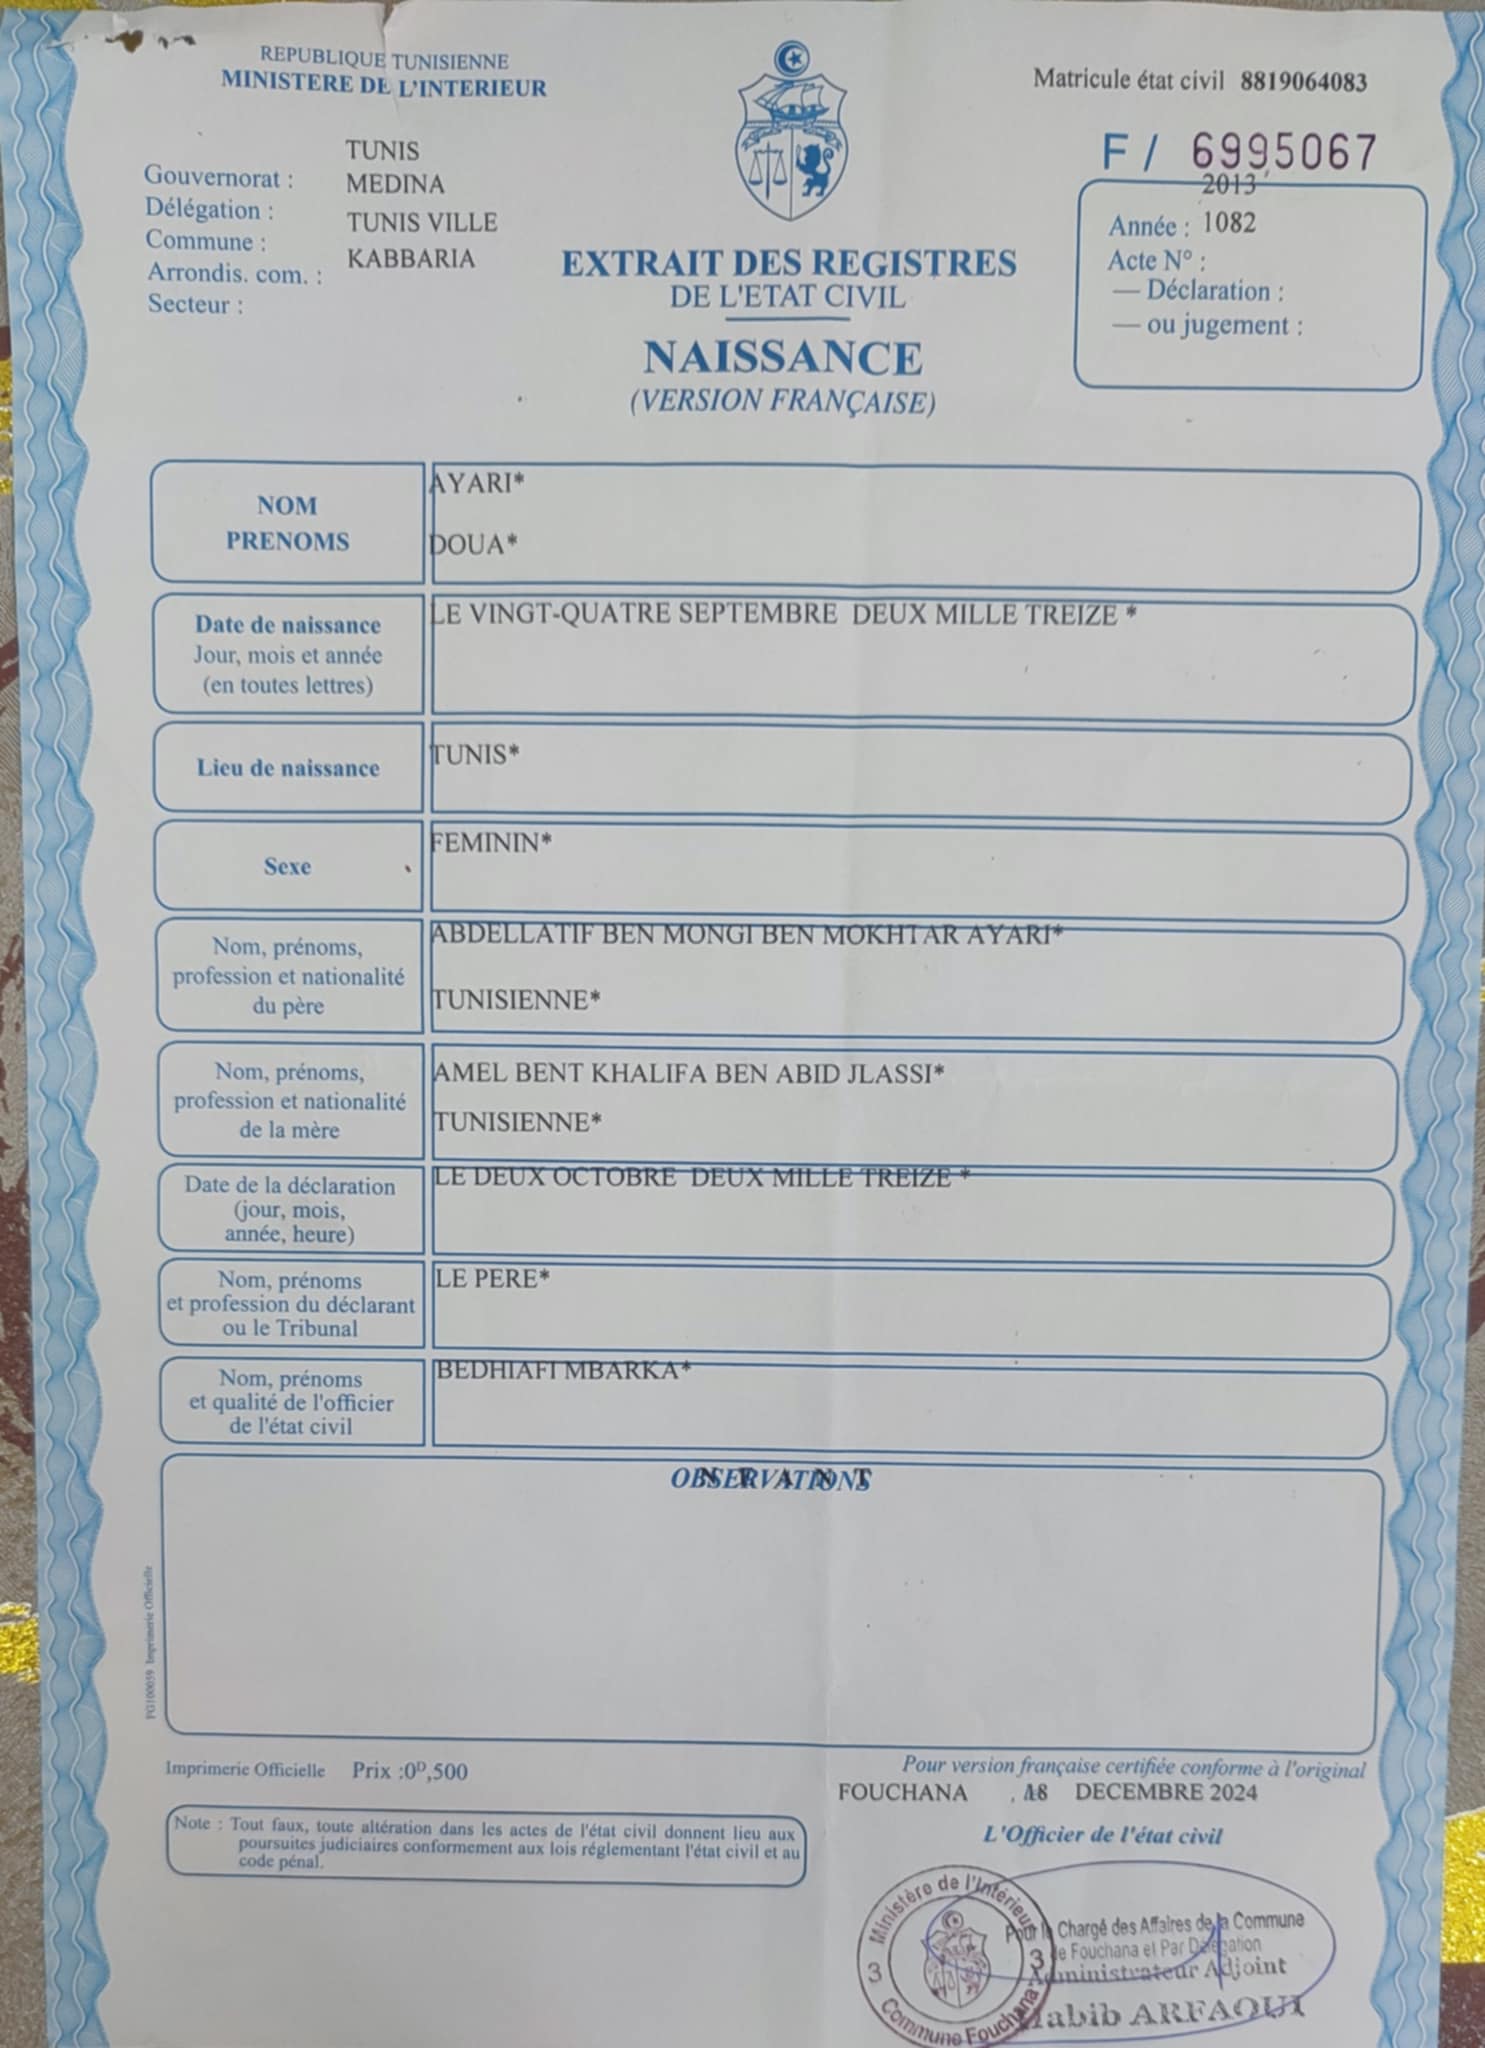 REPUBLIQUE TUNISIENNE
MINISTERE DE L'INTERIEUR
Matricule état civil 8819064083
F / 6995067
TUNIS
Gouvernorat :
MEDINA
Délégation :
TUNIS VILLE
Commune :
KABBARIA
Arrondis. com. :
Secteur :
2013
Année : 1082
Acte N° :
— Déclaration :
— ou jugement :
EXTRAIT DES REGISTRES
DE L'ETAT CIVIL
NAISSANCE
(VERSION FRANÇAISE)
NOM
PRENOMS
AYARI*
DOUA*
Date de naissance
Jour, mois et année
(en toutes lettres)
LE VINGT-QUATRE SEPTEMBRE DEUX MILLE TREIZE *
Lieu de naissance
TUNIS*
Sexe
FEMININ*
Nom, prénoms,
profession et nationalité
du père
ABDELLATIF BEN MONGI BEN MOKHTAR AYARI*
TUNISIENNE*
Nom, prénoms,
profession et nationalité
de la mère
AMEL BENT KHALIFA BEN ABID JLASSI*
TUNISIENNE*
Date de la déclaration
(jour, mois,
année, heure)
LE DEUX OCTOBRE DEUX MILLE TREIZE *
Nom, prénoms
et profession du déclarant
ou le Tribunal
LE PERE*
Nom, prénoms
et qualité de l'officier
de l'état civil
BEDHIAFI MBARKA*
OBSERVATIONS
N E A N T
FG100059 Imprimerie Officielle
Imprimerie Officielle Prix :0ᴰ,500
Pour version française certifiée conforme à l'original
FOUCHANA , 18 DECEMBRE 2024
L'Officier de l'état civil
Note : Tout faux, toute altération dans les actes de l'état civil donnent lieu aux
poursuites judiciaires conformement aux lois réglementant l'état civil et au
code pénal.
Ministère de l'Intérieur
3 3
Commune Fouchana
Pour le Chargé des Affaires de la Commune
de Fouchana et Par Délégation
Administrateur Adjoint
Habib ARFAOUI